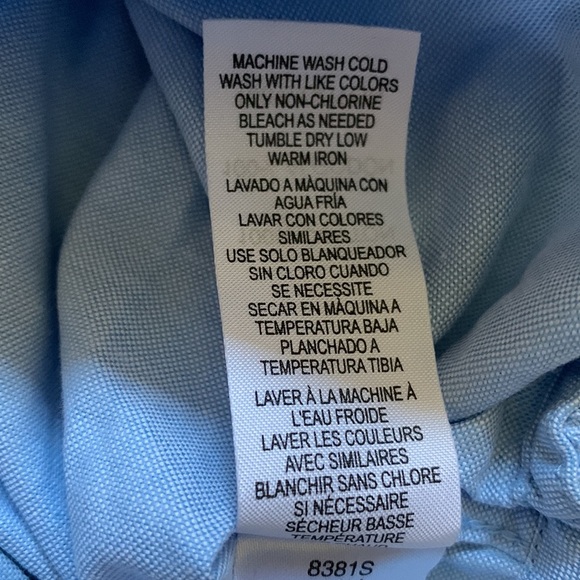 MACHINE WASH COLD
WASH WITH LIKE COLORS
ONLY NON-CHLORINE
BLEACH AS NEEDED
TUMBLE DRY LOW
WARM IRON
LAVADO A MÀQUINA CON
AGUA FRÍA
LAVAR CON COLORES
SIMILARES
USE SOLO BLANQUEADOR
SIN CLORO CUANDO
SE NECESSITE
SECAR EN MÀQUINA A
TEMPERATURA BAJA
PLANCHADO A
TEMPERATURA TIBIA
LAVER À LA MACHINE À
L'EAU FROIDE
LAVER LES COULEURS
AVEC SIMILAIRES
BLANCHIR SANS CHLORE
SI NÉCESSAIRE
SÉCHEUR BASSE
TEMPÉRATURE
8381S